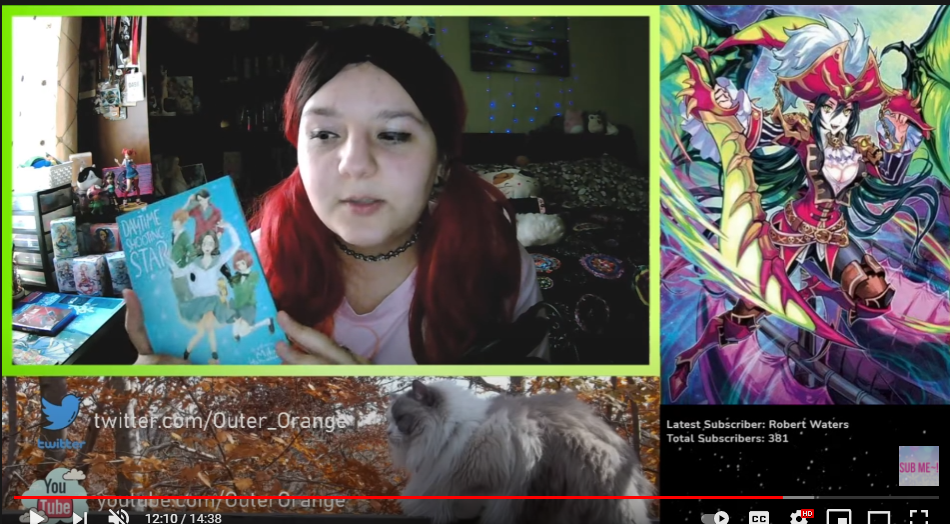 DAYTIME
SHOOTING
STAR
twitter.com/Outer_Orange
twitter
You
Tube
youtube.com/OuterOrange
Latest Subscriber: Robert Waters
Total Subscribers: 381
SUB ME~!
12:10 / 14:38
CC
HD